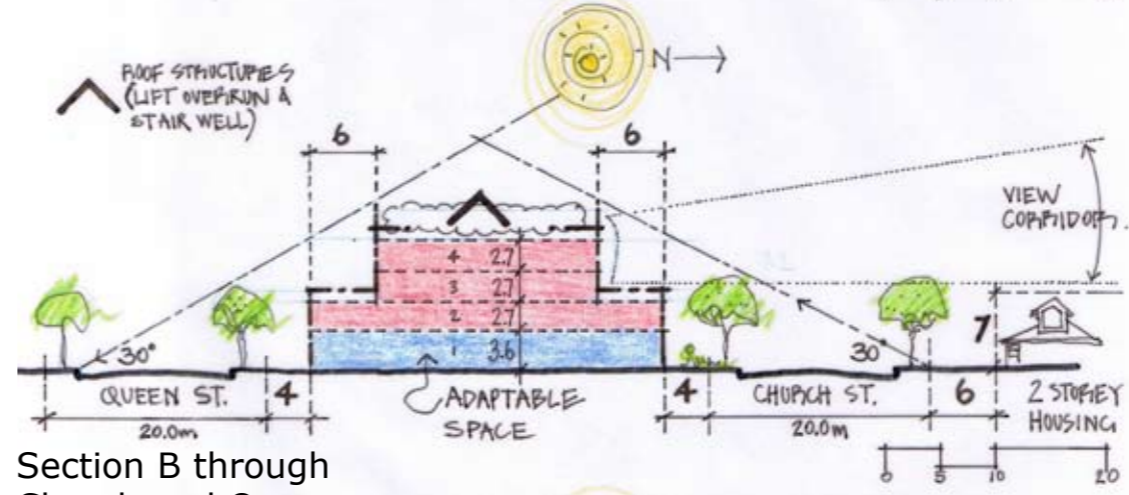 ROOF STRUCTURES
(LIFT OVERRUN &
STAIR WELL)
N
6
6
VIEW
CORRIDOR.
4 2.7
3 2.7
2 2.7
1 3.6
30°
30°
7
QUEEN ST.
4
ADAPTABLE
SPACE
4
CHURCH ST.
6
2 STOREY
HOUSING
20.0m
20.0m
0 5 10 20
Section B through